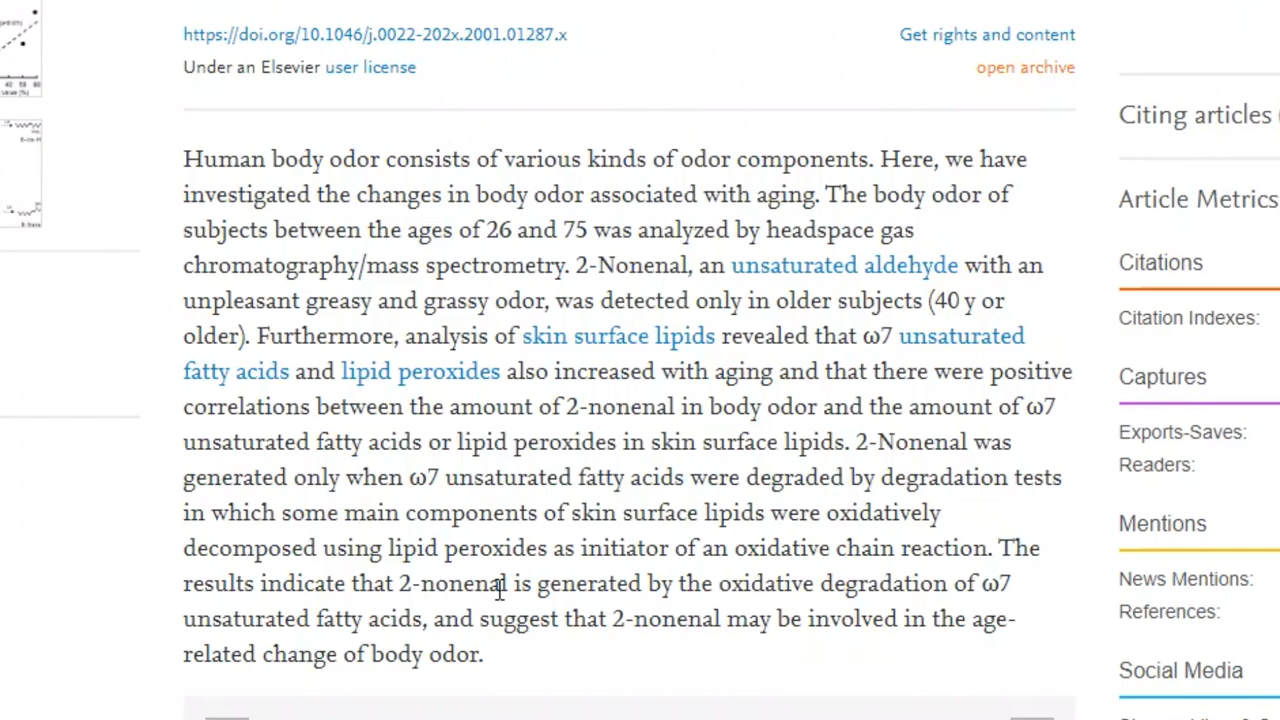 https://doi.org/10.1046/j.0022-202x.2001.01287.x
Get rights and content
Under an Elsevier user license
open archive
Human body odor consists of various kinds of odor components. Here, we have
investigated the changes in body odor associated with aging. The body odor of
subjects between the ages of 26 and 75 was analyzed by headspace gas
chromatography/mass spectrometry. 2-Nonenal, an unsaturated aldehyde with an
unpleasant greasy and grassy odor, was detected only in older subjects (40 y or
older). Furthermore, analysis of skin surface lipids revealed that ω7 unsaturated
fatty acids and lipid peroxides also increased with aging and that there were positive
correlations between the amount of 2-nonenal in body odor and the amount of ω7
unsaturated fatty acids or lipid peroxides in skin surface lipids. 2-Nonenal was
generated only when ω7 unsaturated fatty acids were degraded by degradation tests
in which some main components of skin surface lipids were oxidatively
decomposed using lipid peroxides as initiator of an oxidative chain reaction. The
results indicate that 2-nonenal is generated by the oxidative degradation of ω7
unsaturated fatty acids, and suggest that 2-nonenal may be involved in the age-
related change of body odor.
Citing articles
Article Metrics
Citations
Citation Indexes:
Captures
Exports-Saves:
Readers:
Mentions
News Mentions:
References:
Social Media